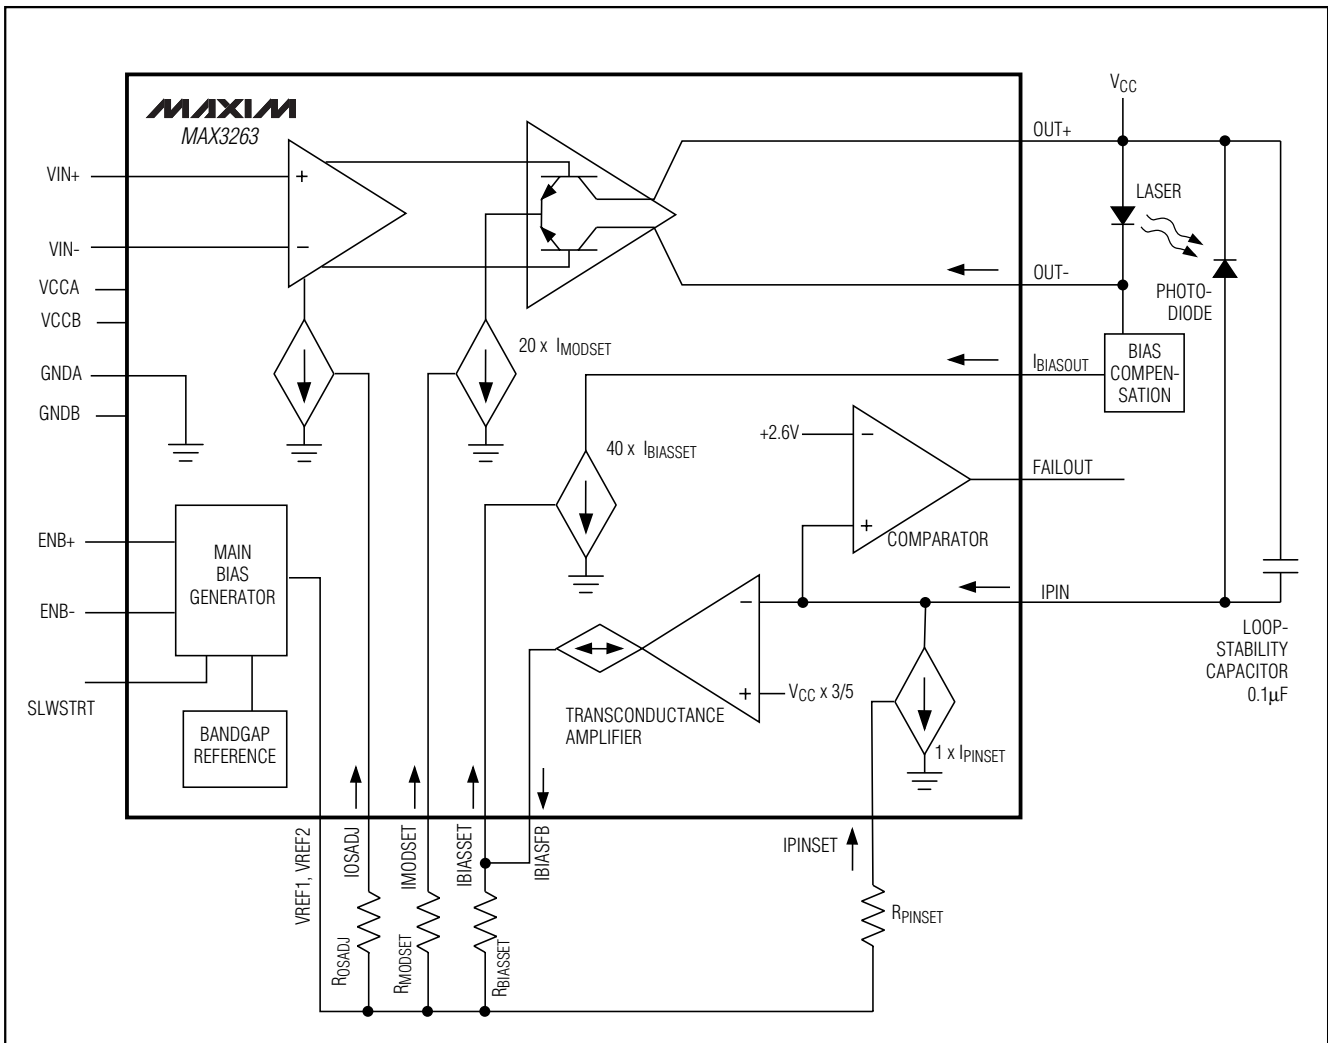 MAXIM
MAX3263
VIN+
VIN-
VCCA
VCCB
GNDA
GNDB
ENB+
ENB-
SLWSTRT
+
−
20 x IMODSET
40 x IBIASSET
MAIN
BIAS
GENERATOR
BANDGAP
REFERENCE
+2.6V
−
+
COMPARATOR
−
+
VCC x 3/5
TRANSCONDUCTANCE
AMPLIFIER
1 x IPINSET
VCC
OUT+
LASER
OUT-
PHOTO-
DIODE
IBIASOUT
BIAS
COMPEN-
SATION
FAILOUT
IPIN
LOOP-
STABILITY
CAPACITOR
0.1µF
VREF1, VREF2
IOSADJ
IMODSET
IBIASSET
IBIASFB
IPINSET
ROSADJ
RMODSET
RBIASSET
RPINSET